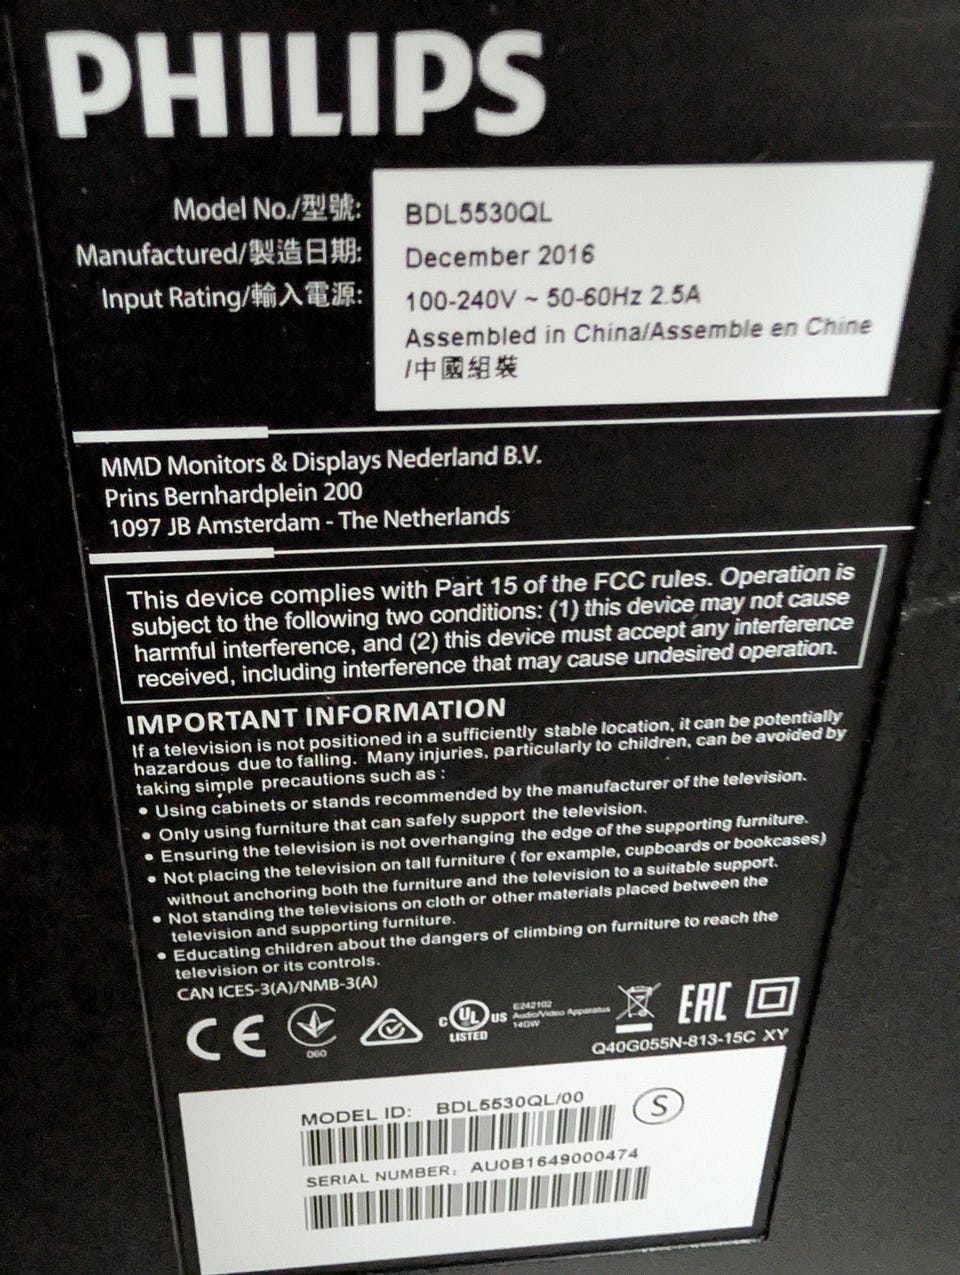 PHILIPS
Model No./型號: BDL5530QL
Manufactured/製造日期: December 2016
Input Rating/輸入電源: 100-240V ~ 50-60Hz 2.5A
Assembled in China/Assemble en Chine
/中國組裝
MMD Monitors & Displays Nederland B.V.
Prins Bernhardplein 200
1097 JB Amsterdam - The Netherlands
This device complies with Part 15 of the FCC rules. Operation is
subject to the following two conditions: (1) this device may not cause
harmful interference, and (2) this device must accept any interference
received, including interference that may cause undesired operation.
IMPORTANT INFORMATION
If a television is not positioned in a sufficiently stable location, it can be potentially
hazardous due to falling. Many injuries, particularly to children, can be avoided by
taking simple precautions such as :
• Using cabinets or stands recommended by the manufacturer of the television.
• Only using furniture that can safely support the television.
• Ensuring the television is not overhanging the edge of the supporting furniture.
• Not placing the television on tall furniture ( for example, cupboards or bookcases)
without anchoring both the furniture and the television to a suitable support.
• Not standing the televisions on cloth or other materials placed between the
television and supporting furniture.
• Educating children about the dangers of climbing on furniture to reach the
television or its controls.
CAN ICES-3(A)/NMB-3(A)
CE
060
C UL US
LISTED
E242102
Audio/Video Apparatus
14GW
EAC
Q40G055N-813-15C XY
MODEL ID: BDL5530QL/00
S
SERIAL NUMBER: AU0B1649000474